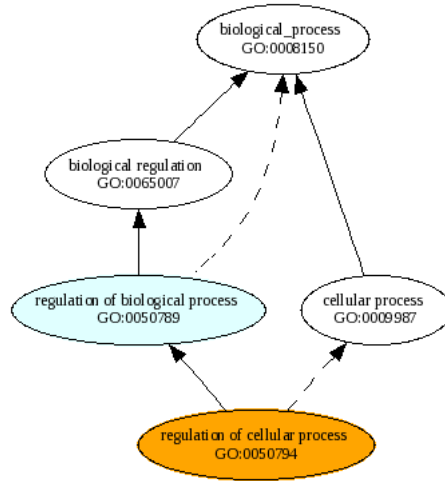 biological_process
GO:0008150
biological regulation
GO:0065007
regulation of biological process
GO:0050789
cellular process
GO:0009987
regulation of cellular process
GO:0050794